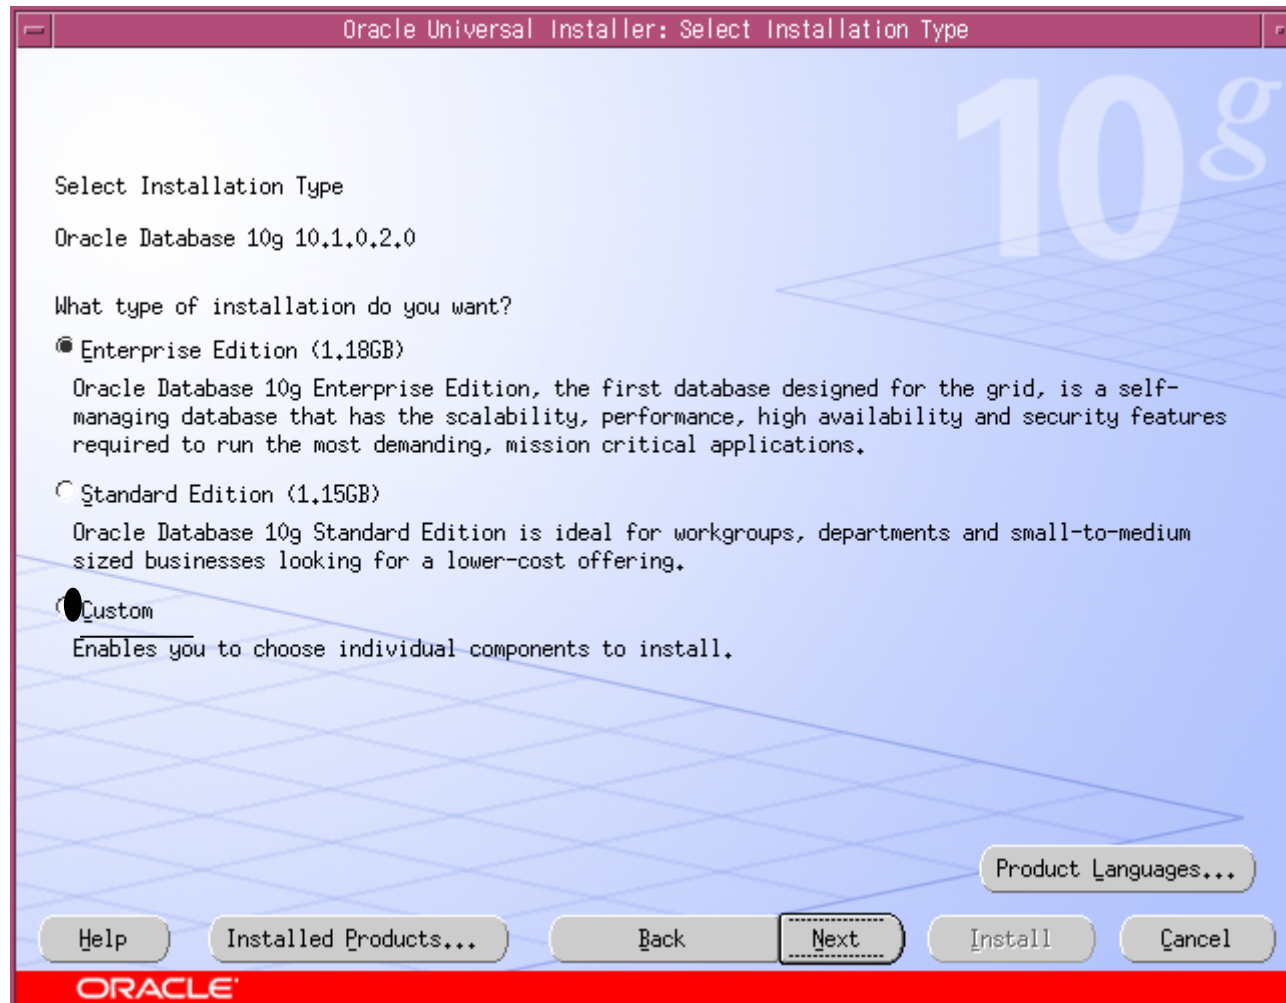 Oracle Universal Installer: Select Installation Type
10g
Select Installation Type
Oracle Database 10g 10.1.0.2.0
What type of installation do you want?
Enterprise Edition (1.18GB)
Oracle Database 10g Enterprise Edition, the first database designed for the grid, is a self-
managing database that has the scalability, performance, high availability and security features
required to run the most demanding, mission critical applications.
Standard Edition (1.15GB)
Oracle Database 10g Standard Edition is ideal for workgroups, departments and small-to-medium
sized businesses looking for a lower-cost offering.
Custom
Enables you to choose individual components to install.
Product Languages...
Help Installed Products... Back Next Install Cancel
ORACLE